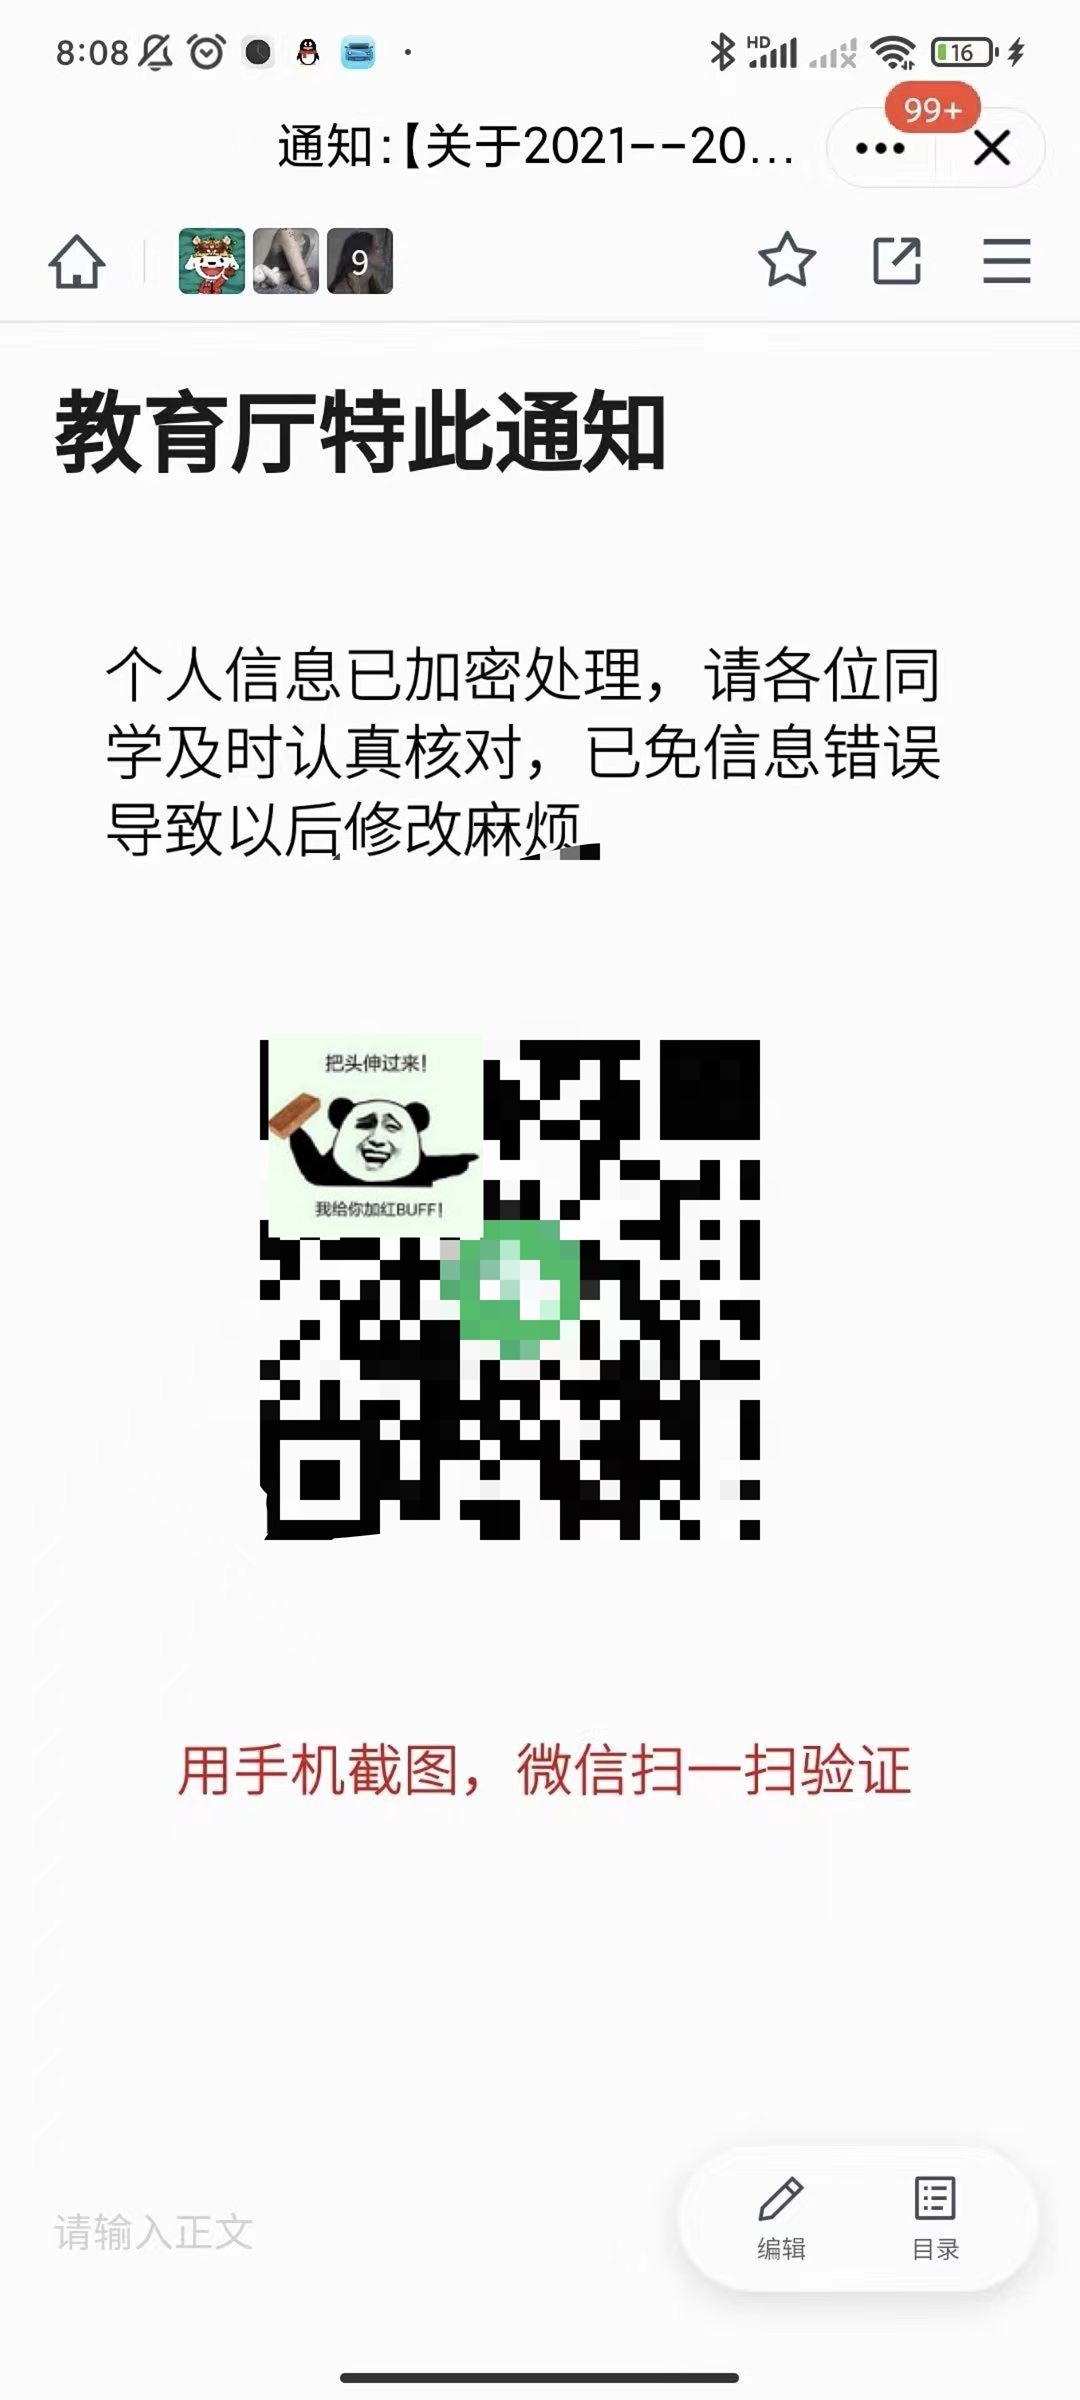 8:08
HD
16
99+
通知:【关于2021--20...
9
教育厅特此通知
个人信息已加密处理，请各位同
学及时认真核对，已免信息错误
导致以后修改麻烦
把头伸过来！
我给你加红BUFF！
用手机截图，微信扫一扫验证
请输入正文
编辑
目录